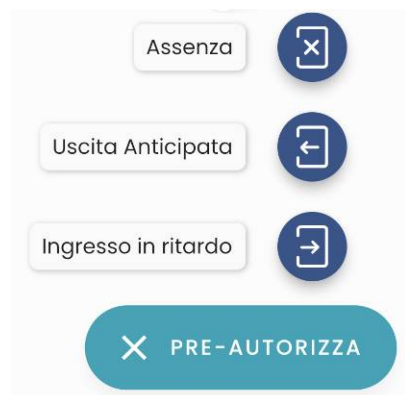 Assenza
Uscita Anticipata
Ingresso in ritardo
PRE-AUTORIZZA